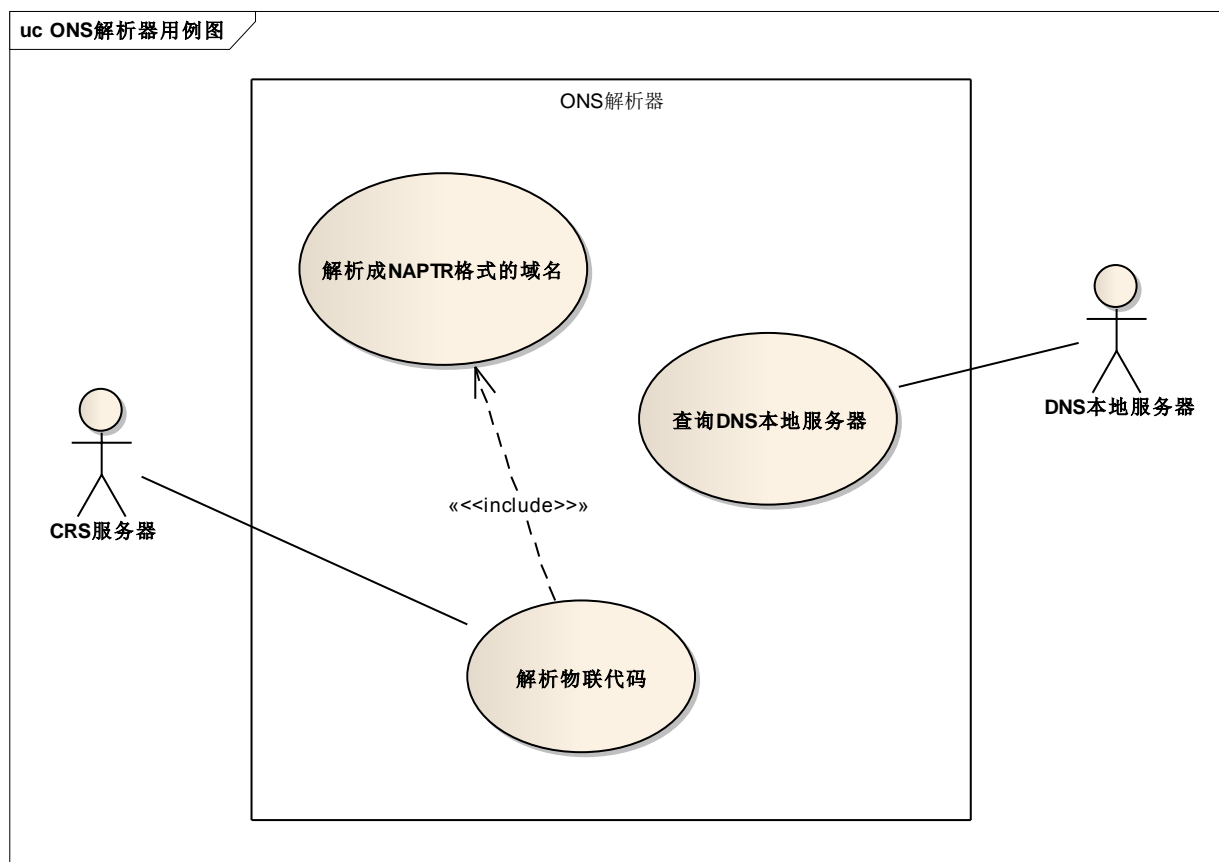 uc ONS解析器用例图
ONS解析器
解析成NAPTR格式的域名
查询DNS本地服务器
DNS本地服务器
CRS服务器
«<<include>>»
解析物联代码